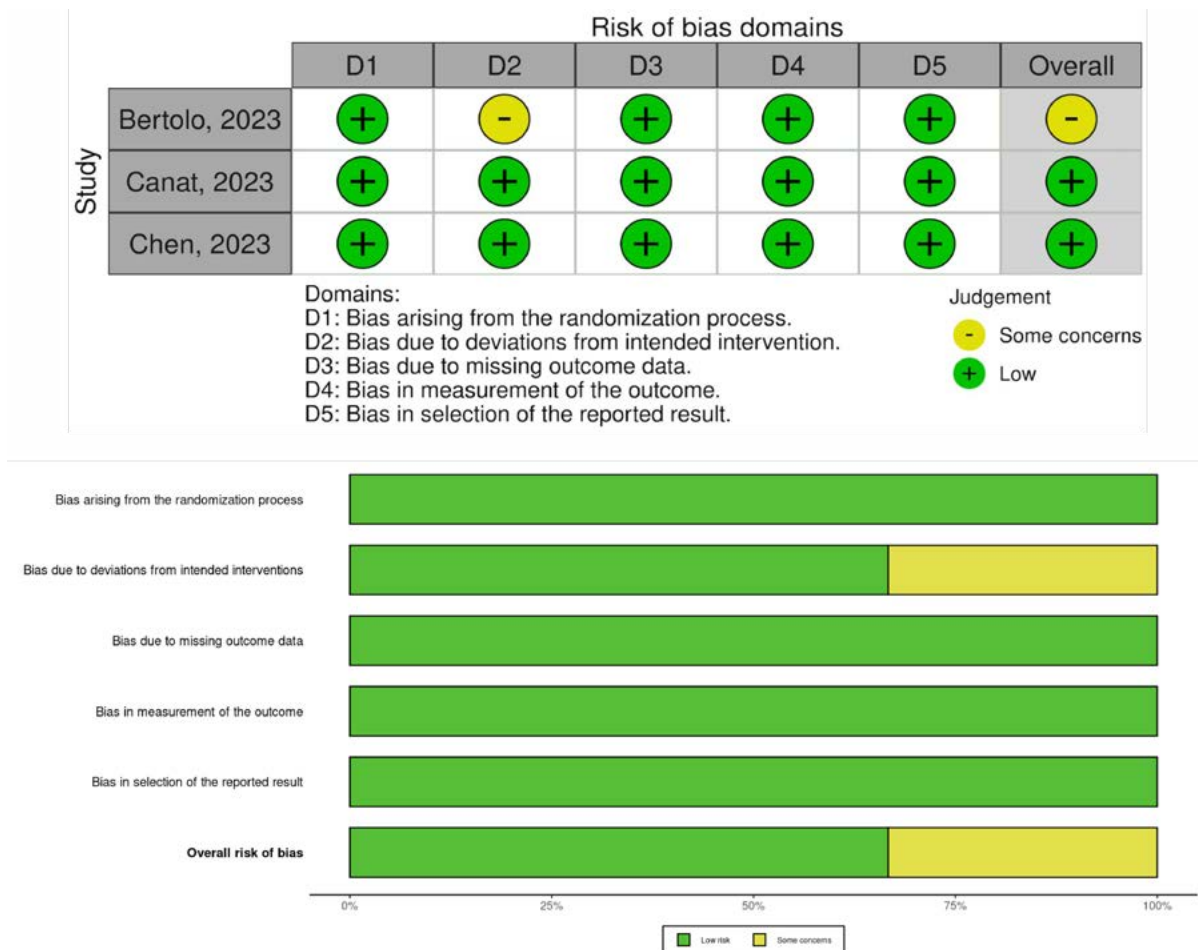 Risk of bias domains
D1 D2 D3 D4 D5 Overall
Study
Bertolo, 2023 + - + + + -
Canat, 2023 + + + + + +
Chen, 2023 + + + + + +
Domains:
D1: Bias arising from the randomization process.
D2: Bias due to deviations from intended intervention.
D3: Bias due to missing outcome data.
D4: Bias in measurement of the outcome.
D5: Bias in selection of the reported result.
Judgement
- Some concerns
+ Low
Bias arising from the randomization process
Bias due to deviations from intended interventions
Bias due to missing outcome data
Bias in measurement of the outcome
Bias in selection of the reported result
Overall risk of bias
0% 25% 50% 75% 100%
Low risk Some concerns